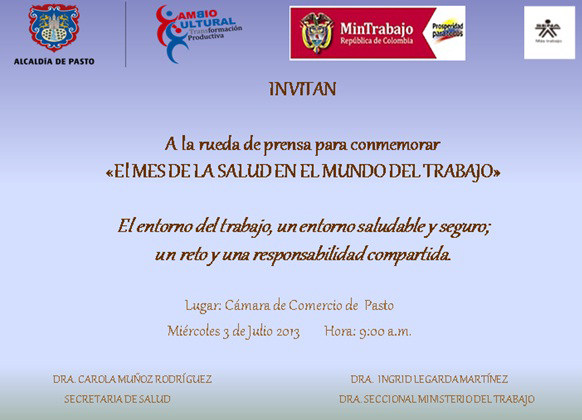 ALCALDÍA DE PASTO
CAMBIO
CULTURAL
Transformación
Productiva
MinTrabajo
República de Colombia
Prosperidad
para todos
INVITAN
A la rueda de prensa para conmemorar
«El MES DE LA SALUD EN EL MUNDO DEL TRABAJO»
El entorno del trabajo, un entorno saludable y seguro;
un reto y una responsabilidad compartida.
Lugar: Cámara de Comercio de Pasto
Miércoles 3 de Julio 2013 Hora: 9:00 a.m.
DRA. CAROLA MUÑOZ RODRÍGUEZ
SECRETARIA DE SALUD
DRA. INGRID LEGARDA MARTÍNEZ
DRA. SECCIONAL MINISTERIO DEL TRABAJO